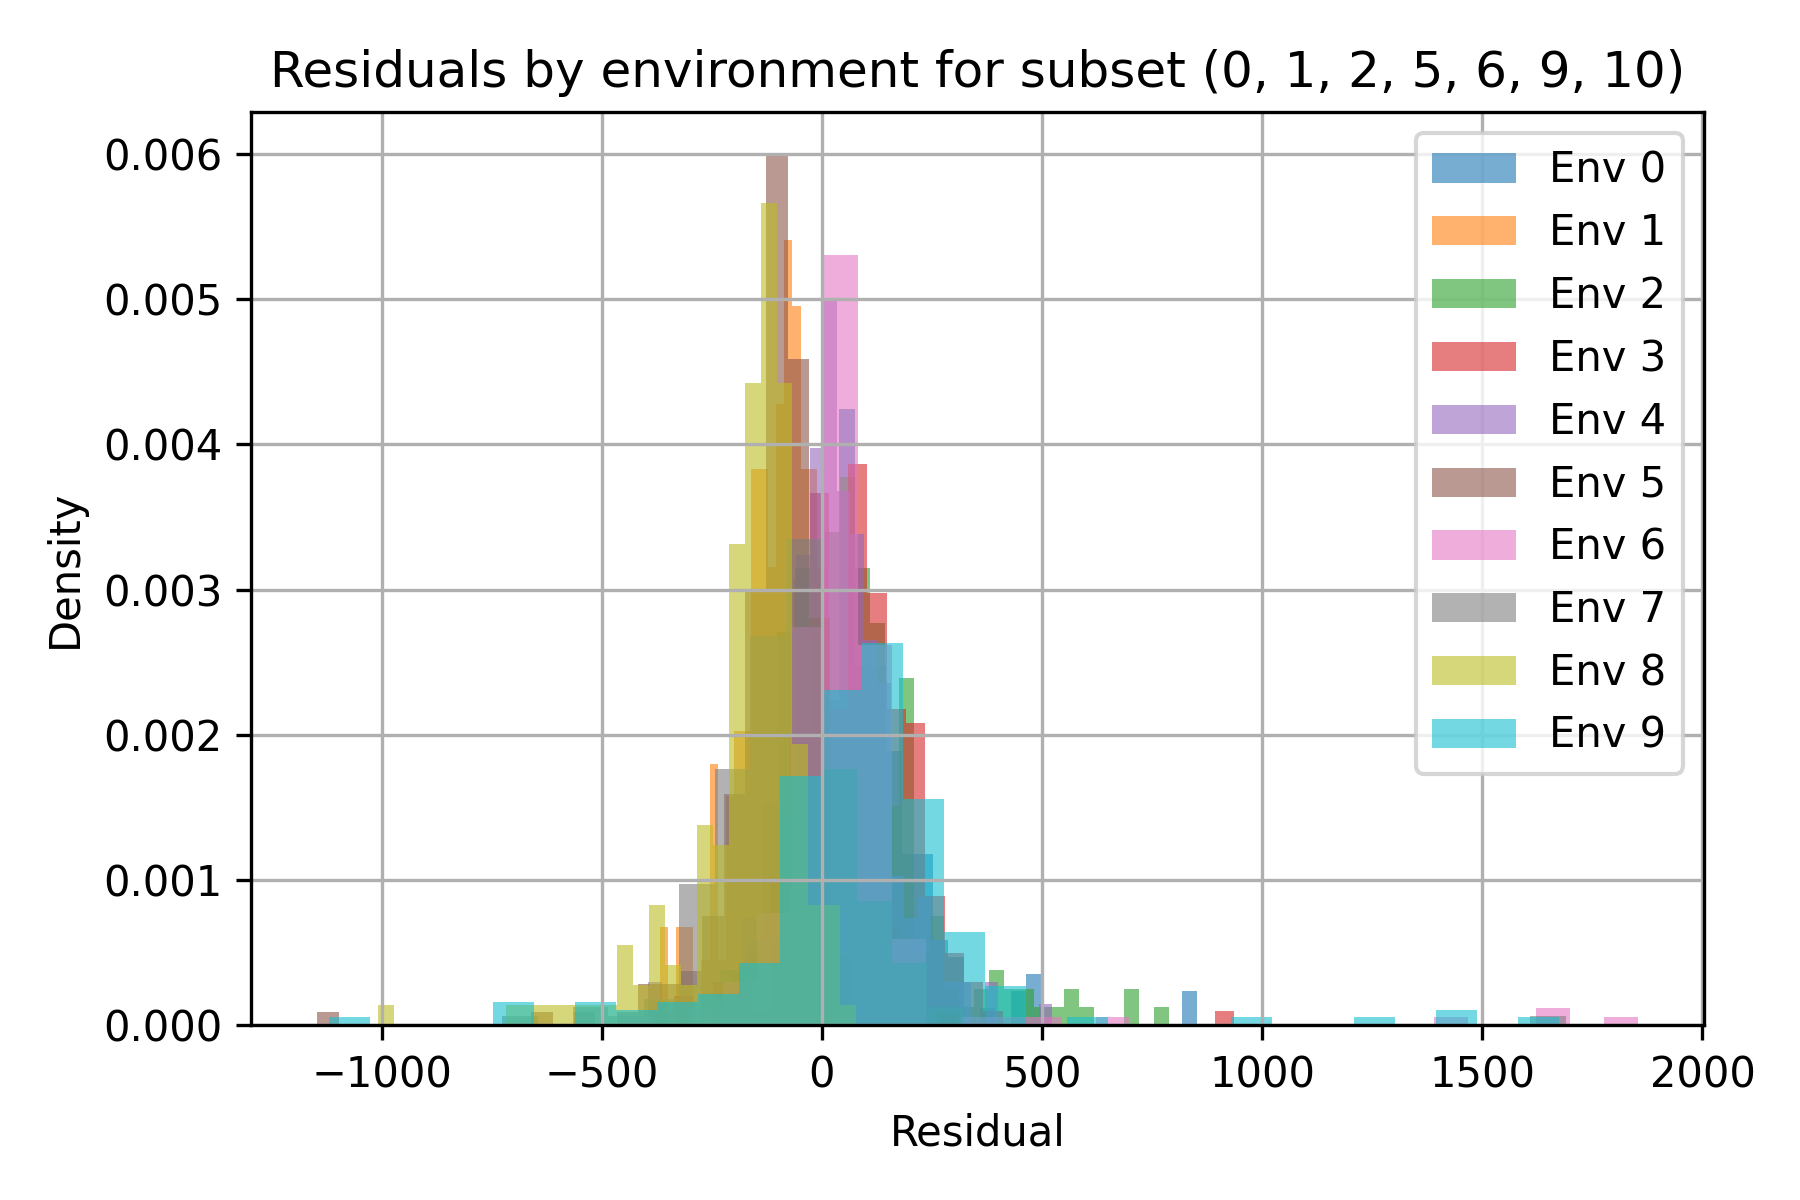 Residuals by environment for subset (0, 1, 2, 5, 6, 9, 10)
0.006
0.005
0.004
0.003
0.002
0.001
0.000
Density
Env 0
Env 1
Env 2
Env 3
Env 4
Env 5
Env 6
Env 7
Env 8
Env 9
−1000 −500 0 500 1000 1500 2000
Residual